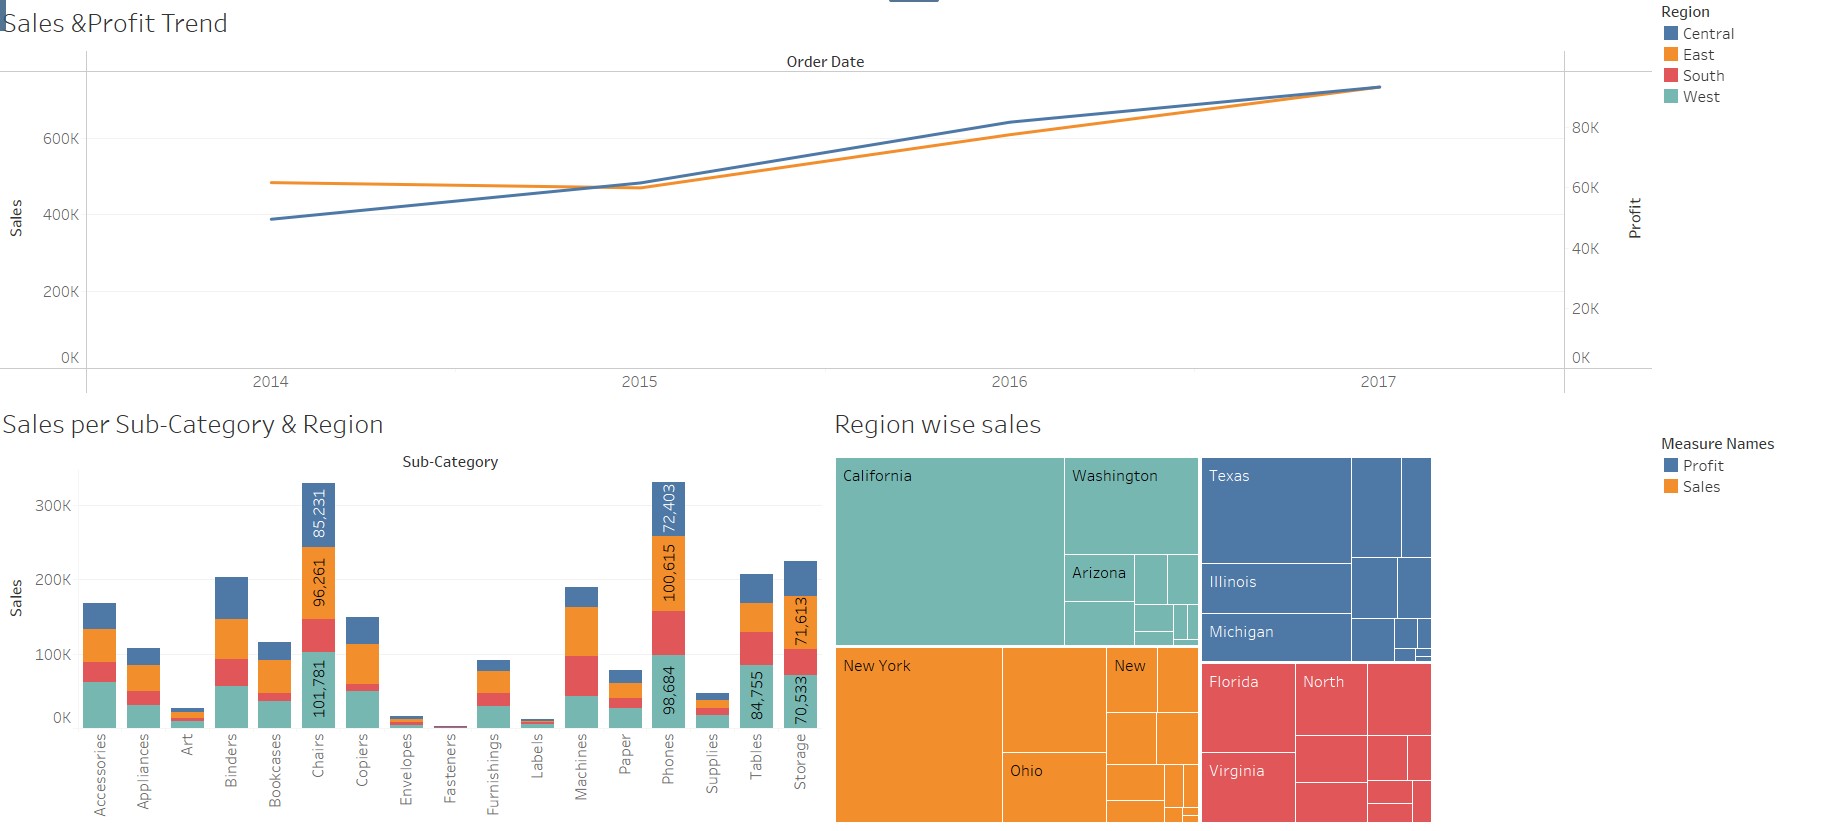 Sales &Profit Trend
Order Date
Sales
600K
400K
200K
0K
80K
60K
40K
20K
0K
Profit
2014
2015
2016
2017
Region
Central
East
South
West
Sales per Sub-Category & Region
Sub-Category
Sales
300K
200K
100K
0K
85,231
96,261
101,781
72,403
100,615
98,684
84,755
71,613
70,533
Accessories
Appliances
Art
Binders
Bookcases
Chairs
Copiers
Envelopes
Fasteners
Furnishings
Labels
Machines
Paper
Phones
Supplies
Tables
Storage
Region wise sales
California
Washington
Arizona
Texas
Illinois
Michigan
New York
Ohio
New
Florida
North
Virginia
Measure Names
Profit
Sales